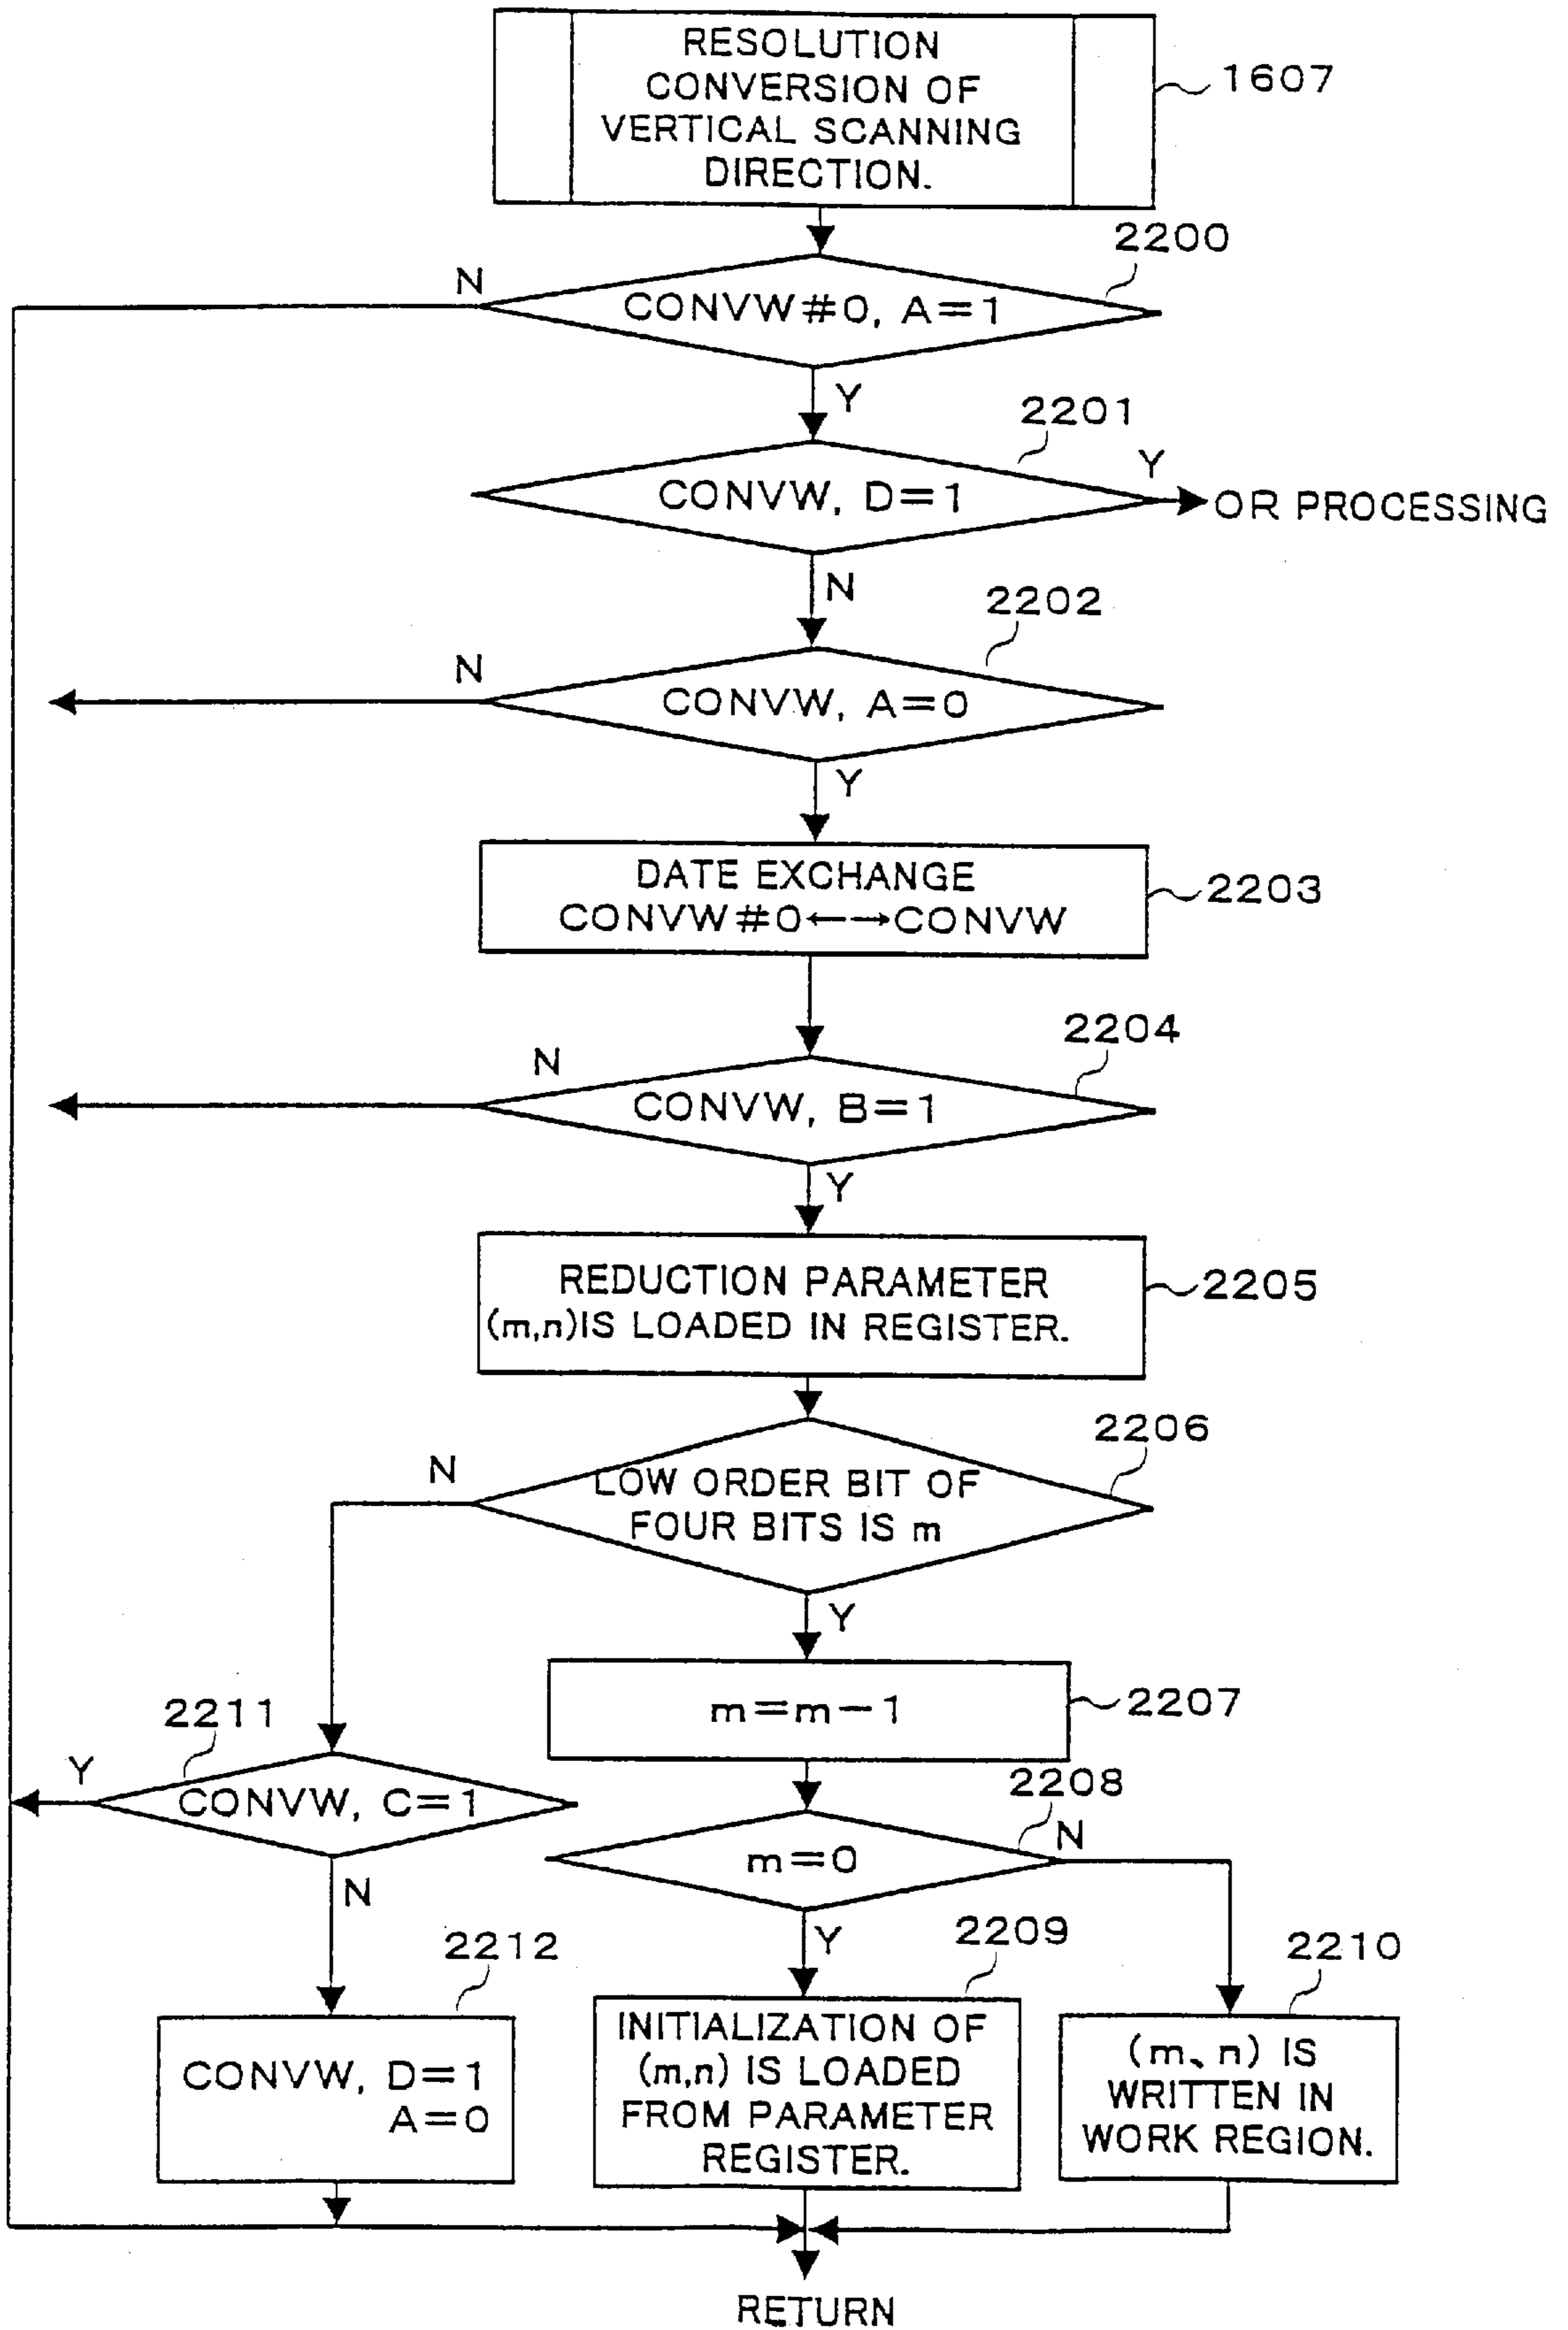 RESOLUTION
CONVERSION OF
VERTICAL SCANNING
DIRECTION.
1607
2200
N
CONVW#0, A=1
Y
2201
Y
CONVW, D=1
OR PROCESSING
N
2202
N
CONVW, A=0
Y
DATE EXCHANGE
CONVW#0←→CONVW
2203
2204
N
CONVW, B=1
Y
REDUCTION PARAMETER
(m,n)IS LOADED IN REGISTER.
2205
2206
N
LOW ORDER BIT OF
FOUR BITS IS m
Y
m=m-1
2207
2211
Y
CONVW, C=1
2208
N
m=0
N
Y
2212
2209
2210
CONVW, D=1
A=0
INITIALIZATION OF
(m,n) IS LOADED
FROM PARAMETER
REGISTER.
(m、n) IS
WRITTEN IN
WORK REGION.
RETURN